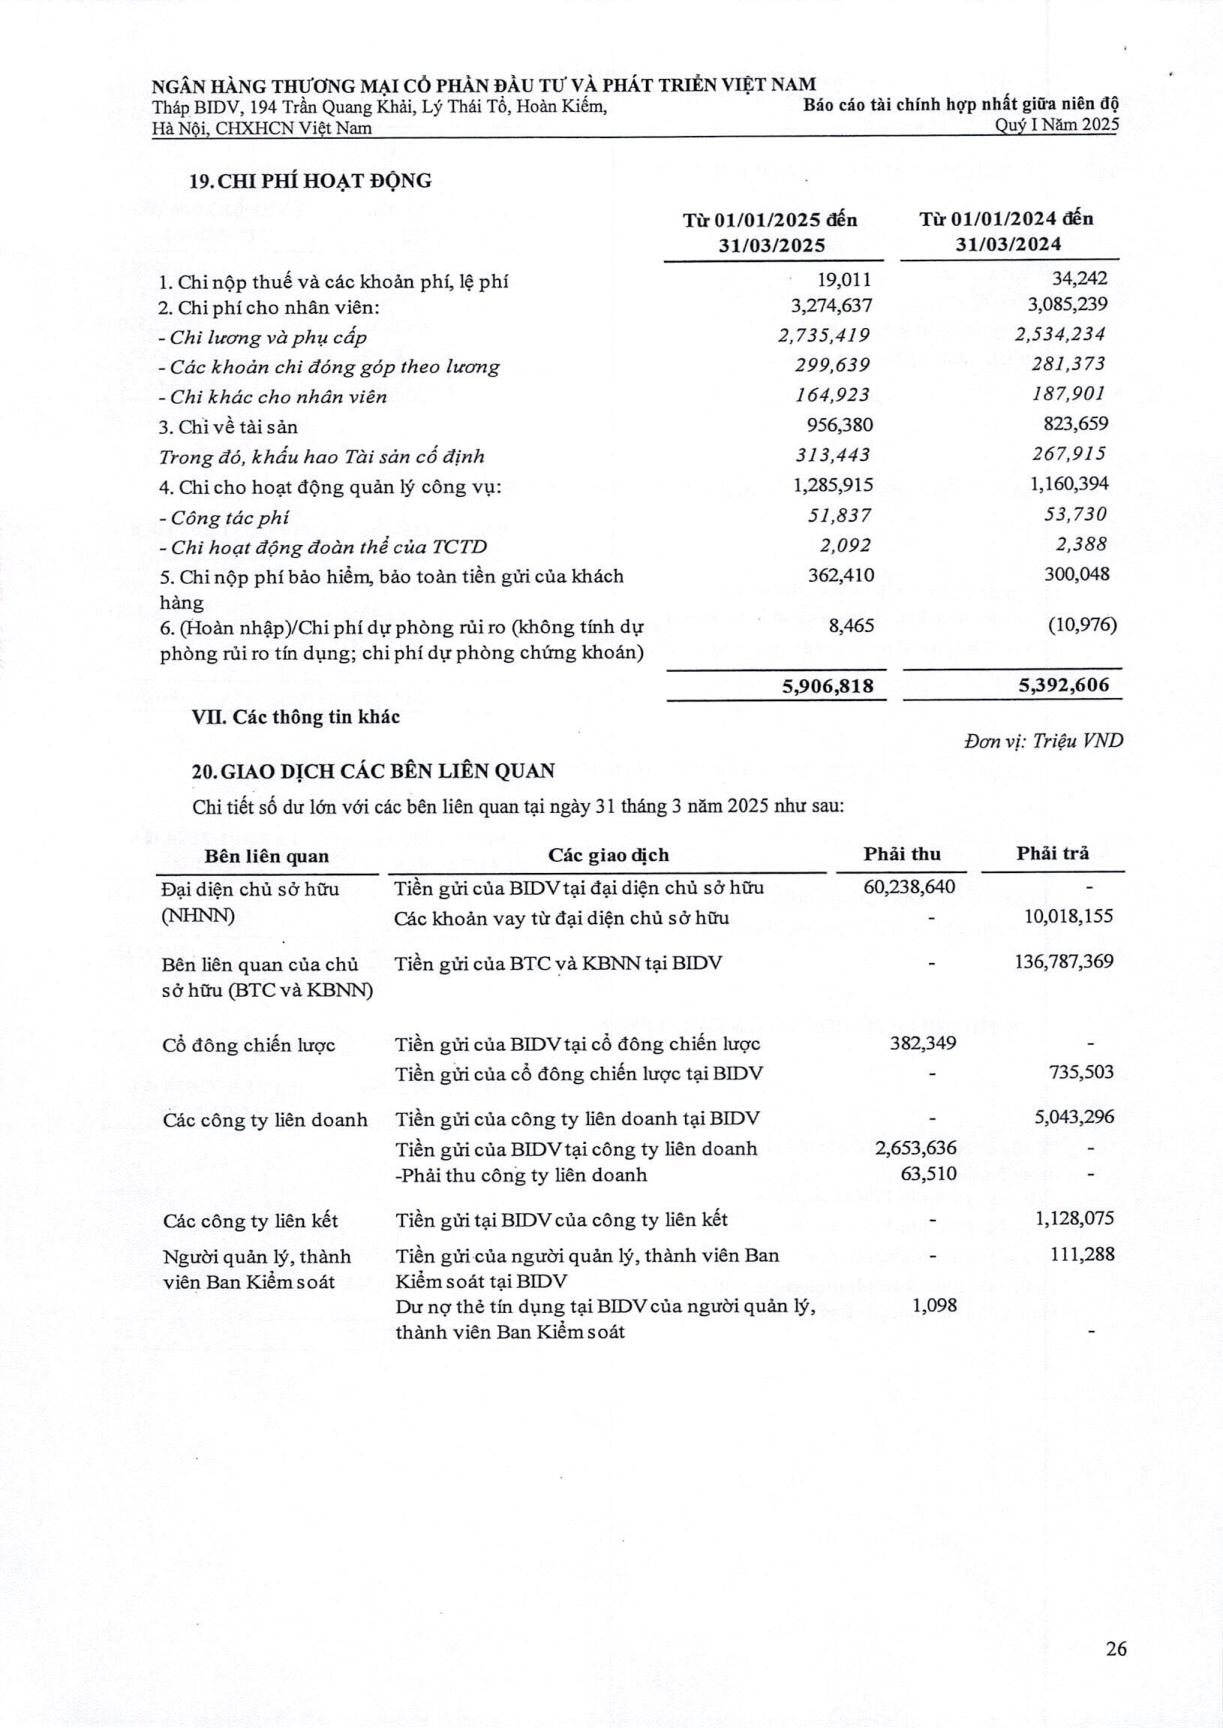 NGÂN HÀNG THƯƠNG MẠI CỔ PHẦN ĐẦU TƯ VÀ PHÁT TRIỂN VIỆT NAM
Tháp BIDV, 194 Trần Quang Khải, Lý Thái Tổ, Hoàn Kiếm, Báo cáo tài chính hợp nhất giữa niên độ
Hà Nội, CHXHCN Việt Nam Quý I Năm 2025
19. CHI PHÍ HOẠT ĐỘNG
Từ 01/01/2025 đến Từ 01/01/2024 đến
31/03/2025 31/03/2024
1. Chi nộp thuế và các khoản phí, lệ phí 19,011 34,242
2. Chi phí cho nhân viên: 3,274,637 3,085,239
- Chi lương và phụ cấp 2,735,419 2,534,234
- Các khoản chi đóng góp theo lương 299,639 281,373
- Chi khác cho nhân viên 164,923 187,901
3. Chi về tài sản 956,380 823,659
Trong đó, khấu hao Tài sản cố định 313,443 267,915
4. Chi cho hoạt động quản lý công vụ: 1,285,915 1,160,394
- Công tác phí 51,837 53,730
- Chi hoạt động đoàn thể của TCTD 2,092 2,388
5. Chi nộp phí bảo hiểm, bảo toàn tiền gửi của khách 362,410 300,048
hàng
6. (Hoàn nhập)/Chi phí dự phòng rủi ro (không tính dự 8,465 (10,976)
phòng rủi ro tín dụng; chi phí dự phòng chứng khoán)
5,906,818 5,392,606
VII. Các thông tin khác
Đơn vị: Triệu VND
20. GIAO DỊCH CÁC BÊN LIÊN QUAN
Chi tiết số dư lớn với các bên liên quan tại ngày 31 tháng 3 năm 2025 như sau:
Bên liên quan Các giao dịch Phải thu Phải trả
Đại diện chủ sở hữu Tiền gửi của BIDV tại đại diện chủ sở hữu 60,238,640 -
(NHNN) Các khoản vay từ đại diện chủ sở hữu - 10,018,155
Bên liên quan của chủ Tiền gửi của BTC và KBNN tại BIDV - 136,787,369
sở hữu (BTC và KBNN)
Cổ đông chiến lược Tiền gửi của BIDV tại cổ đông chiến lược 382,349 -
Tiền gửi của cổ đông chiến lược tại BIDV - 735,503
Các công ty liên doanh Tiền gửi của công ty liên doanh tại BIDV - 5,043,296
Tiền gửi của BIDV tại công ty liên doanh 2,653,636 -
-Phải thu công ty liên doanh 63,510 -
Các công ty liên kết Tiền gửi tại BIDV của công ty liên kết - 1,128,075
Người quản lý, thành Tiền gửi của người quản lý, thành viên Ban - 111,288
viên Ban Kiểm soát Kiểm soát tại BIDV
Dư nợ thẻ tín dụng tại BIDV của người quản lý, 1,098
thành viên Ban Kiểm soát -
26